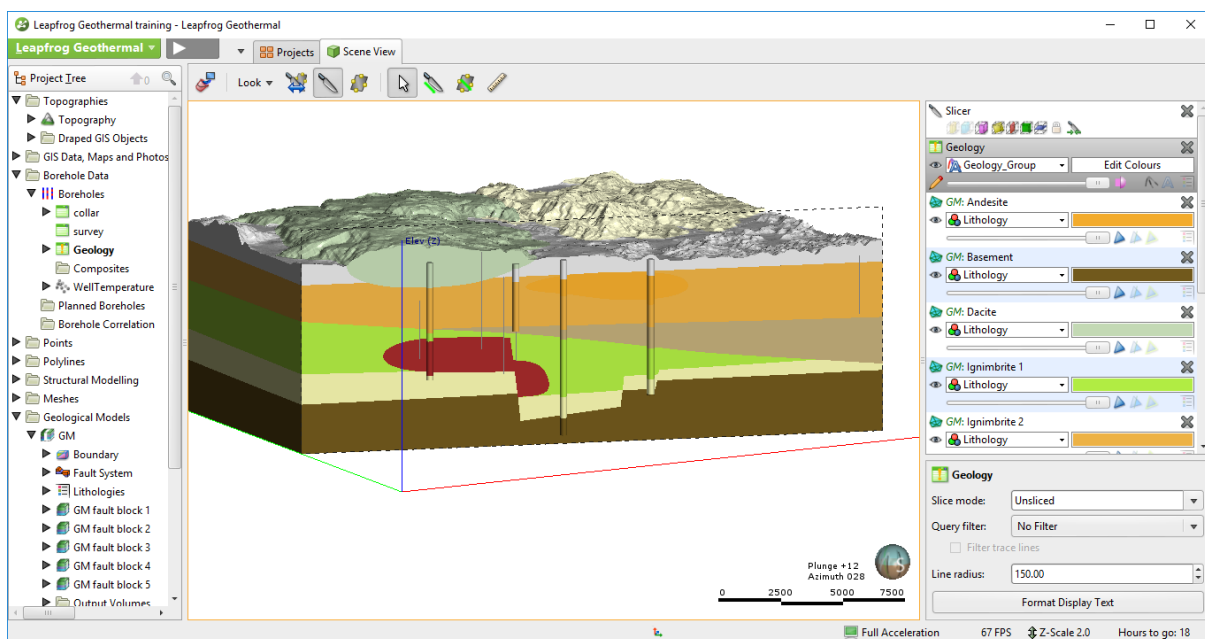 Leapfrog Geothermal training - Leapfrog Geothermal
Leapfrog Geothermal
Projects
Scene View
Project Tree
0
Look
Topographies
Topography
Draped GIS Objects
GIS Data, Maps and Photos
Borehole Data
Boreholes
collar
survey
Geology
Composites
WellTemperature
Planned Boreholes
Borehole Correlation
Points
Polylines
Structural Modelling
Meshes
Geological Models
GM
Boundary
Fault System
Lithologies
GM fault block 1
GM fault block 2
GM fault block 3
GM fault block 4
GM fault block 5
Output Volumes
Elev (Z)
Plunge +12
Azimuth 028
0 2500 5000 7500
Slicer
Geology
Geology_Group Edit Colours
GM: Andesite
Lithology
GM: Basement
Lithology
GM: Dacite
Lithology
GM: Ignimbrite 1
Lithology
GM: Ignimbrite 2
Lithology
Geology
Slice mode: Unsliced
Query filter: No Filter
Filter trace lines
Line radius: 150.00
Format Display Text
Full Acceleration 67 FPS Z-Scale 2.0 Hours to go: 18